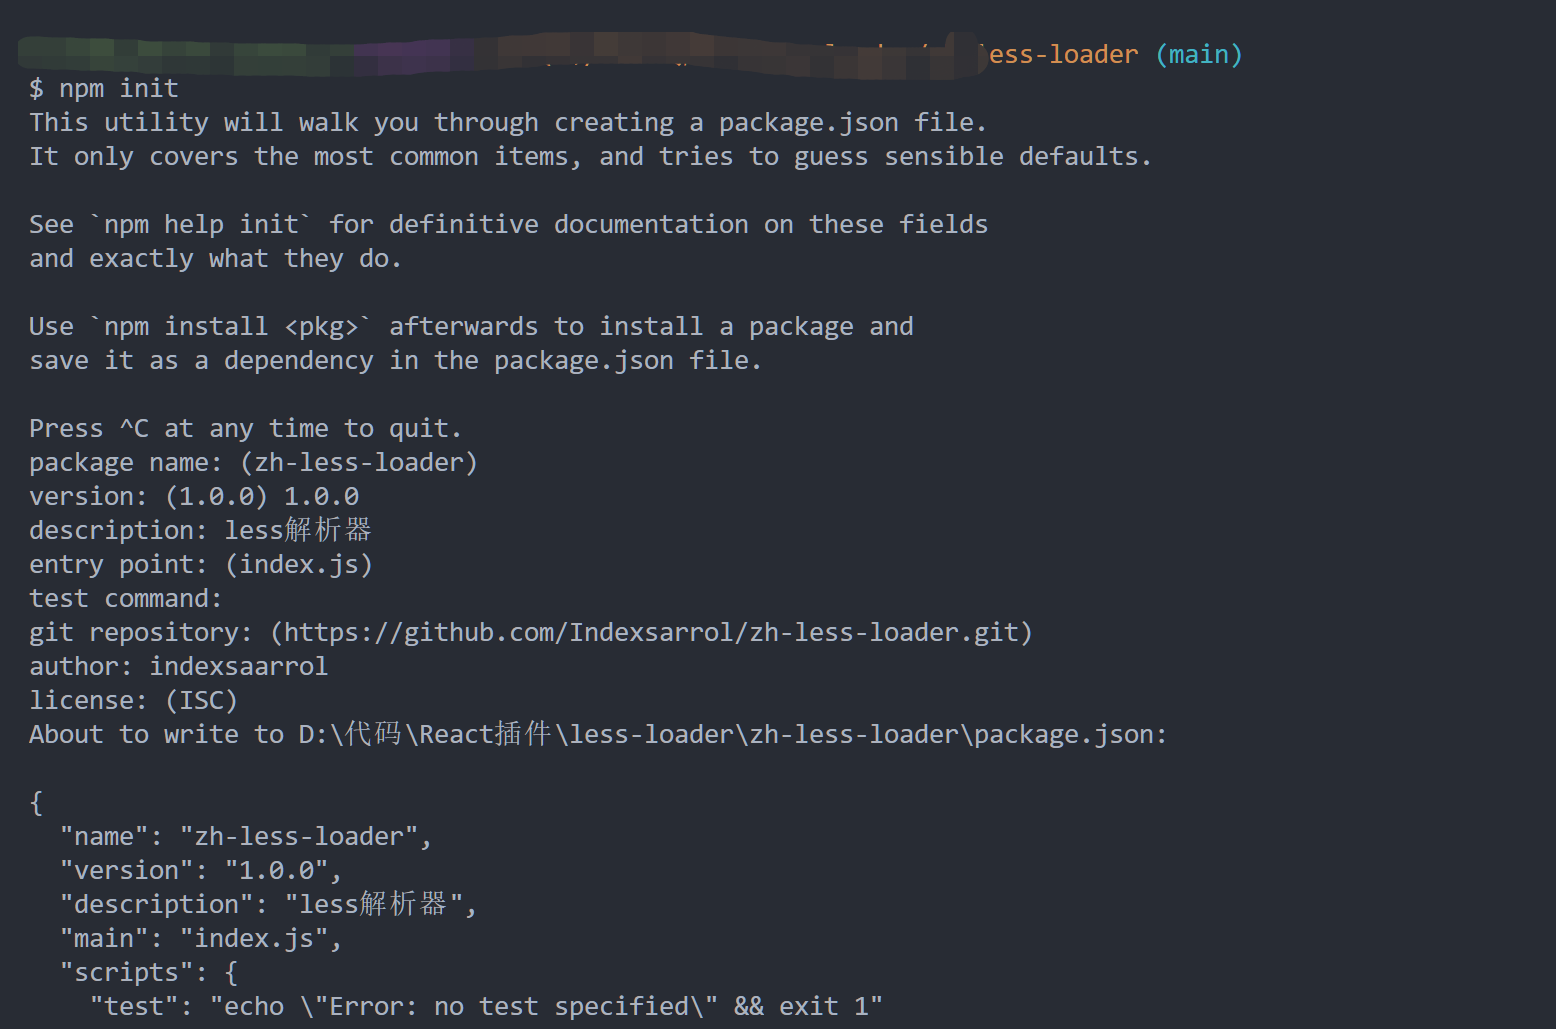 less-loader (main)
$ npm init
This utility will walk you through creating a package.json file.
It only covers the most common items, and tries to guess sensible defaults.
See `npm help init` for definitive documentation on these fields
and exactly what they do.
Use `npm install <pkg>` afterwards to install a package and
save it as a dependency in the package.json file.
Press ^C at any time to quit.
package name: (zh-less-loader)
version: (1.0.0) 1.0.0
description: less解析器
entry point: (index.js)
test command:
git repository: (https://github.com/Indexsarrol/zh-less-loader.git)
author: indexsaarrol
license: (ISC)
About to write to D:\代码\React插件\less-loader\zh-less-loader\package.json:
{
  "name": "zh-less-loader",
  "version": "1.0.0",
  "description": "less解析器",
  "main": "index.js",
  "scripts": {
    "test": "echo \"Error: no test specified\" && exit 1"